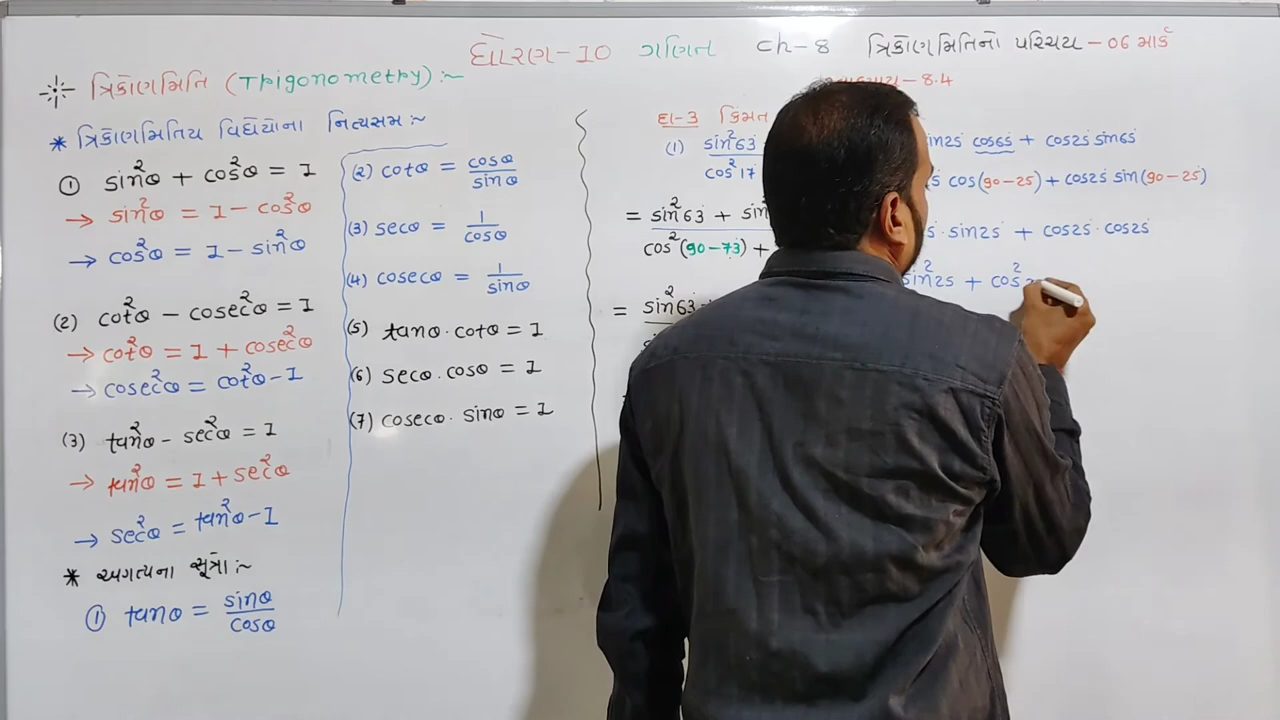 ધોરણ-10 ગણિત ch-8 ત્રિકોણમિતિનો પરિચય - 06 માર્ક
ત્રિકોણમિતિ (Trigonometry) :~
* ત્રિકોણમિતિય વિધેયોના નિત્યસમ :~
① sin²θ + cos²θ = 1
→ sin²θ = 1 - cos²θ
→ cos²θ = 1 - sin²θ
(2) cot²θ - cosec²θ = 1
→ cot²θ = 1 + cosec²θ
→ cosec²θ = cot²θ - 1
(3) tan²θ - sec²θ = 1
→ tan²θ = 1 + sec²θ
→ sec²θ = tan²θ - 1
* અગત્યના સૂત્રો :~
① tanθ = sinθ / cosθ
(2) cotθ = cosθ / sinθ
(3) secθ = 1 / cosθ
(4) cosecθ = 1 / sinθ
(5) tanθ · cotθ = 1
(6) secθ · cosθ = 1
(7) cosecθ · sinθ = 1
- 8.4
દા-3 કિંમત
(1) sin²63 / cos²17
= sin²63 + sin / cos²(90-73) +
= sin²63
sin25 cos65 + cos25 sin65
cos(90-25) + cos25 sin(90-25)
· sin25 + cos25 · cos25
sin²25 + cos²